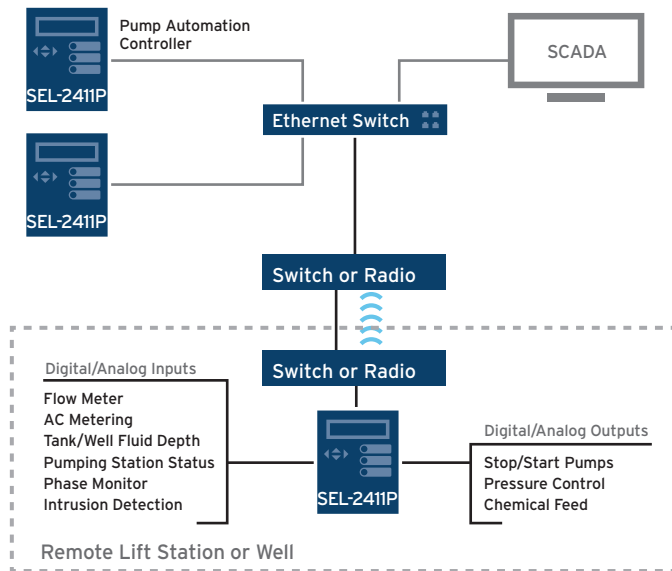 Pump Automation
Controller
SEL-2411P
SCADA
Ethernet Switch
SEL-2411P
Switch or Radio
Switch or Radio
Digital/Analog Inputs
Flow Meter
AC Metering
Tank/Well Fluid Depth
Pumping Station Status
Phase Monitor
Intrusion Detection
SEL-2411P
Digital/Analog Outputs
Stop/Start Pumps
Pressure Control
Chemical Feed
Remote Lift Station or Well